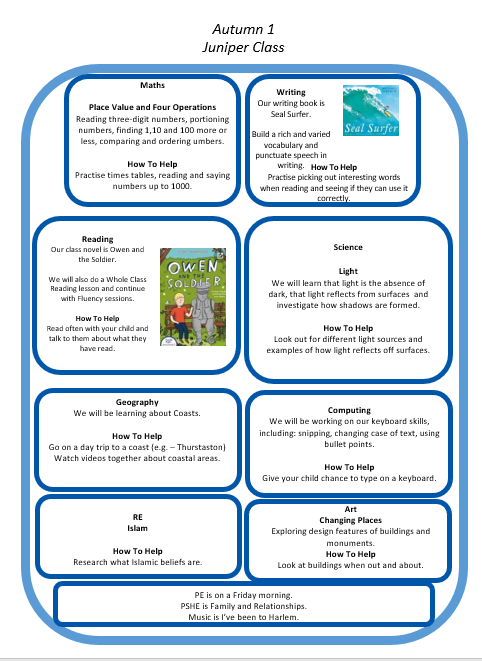 Autumn 1
Juniper Class
Maths
Place Value and Four Operations
Reading three-digit numbers, portioning
numbers, finding 1,10 and 100 more or
less, comparing and ordering umbers.
How To Help
Practise times tables, reading and saying
numbers up to 1000.
Writing
Our writing book is
Seal Surfer.
Build a rich and varied
vocabulary and
punctuate speech in
writing.
How To Help
Practise picking out interesting words
when reading and seeing if they can use it
correctly.
Seal Surfer
Reading
Our class novel is Owen and
the Soldier.
We will also do a Whole Class
Reading lesson and continue
with Fluency sessions.
How To Help
Read often with your child and
talk to them about what they
have read.
OWEN
AND THE
SOLDIER
Science
Light
We will learn that light is the absence of
dark, that light reflects from surfaces and
investigate how shadows are formed.
How To Help
Look out for different light sources and
examples of how light reflects off surfaces.
Geography
We will be learning about Coasts.
How To Help
Go on a day trip to a coast (e.g. – Thurstaston)
Watch videos together about coastal areas.
Computing
We will be working on our keyboard skills,
including: snipping, changing case of text, using
bullet points.
How To Help
Give your child chance to type on a keyboard.
RE
Islam
How To Help
Research what Islamic beliefs are.
Art
Changing Places
Exploring design features of buildings and
monuments.
How To Help
Look at buildings when out and about.
PE is on a Friday morning.
PSHE is Family and Relationships.
Music is I've been to Harlem.